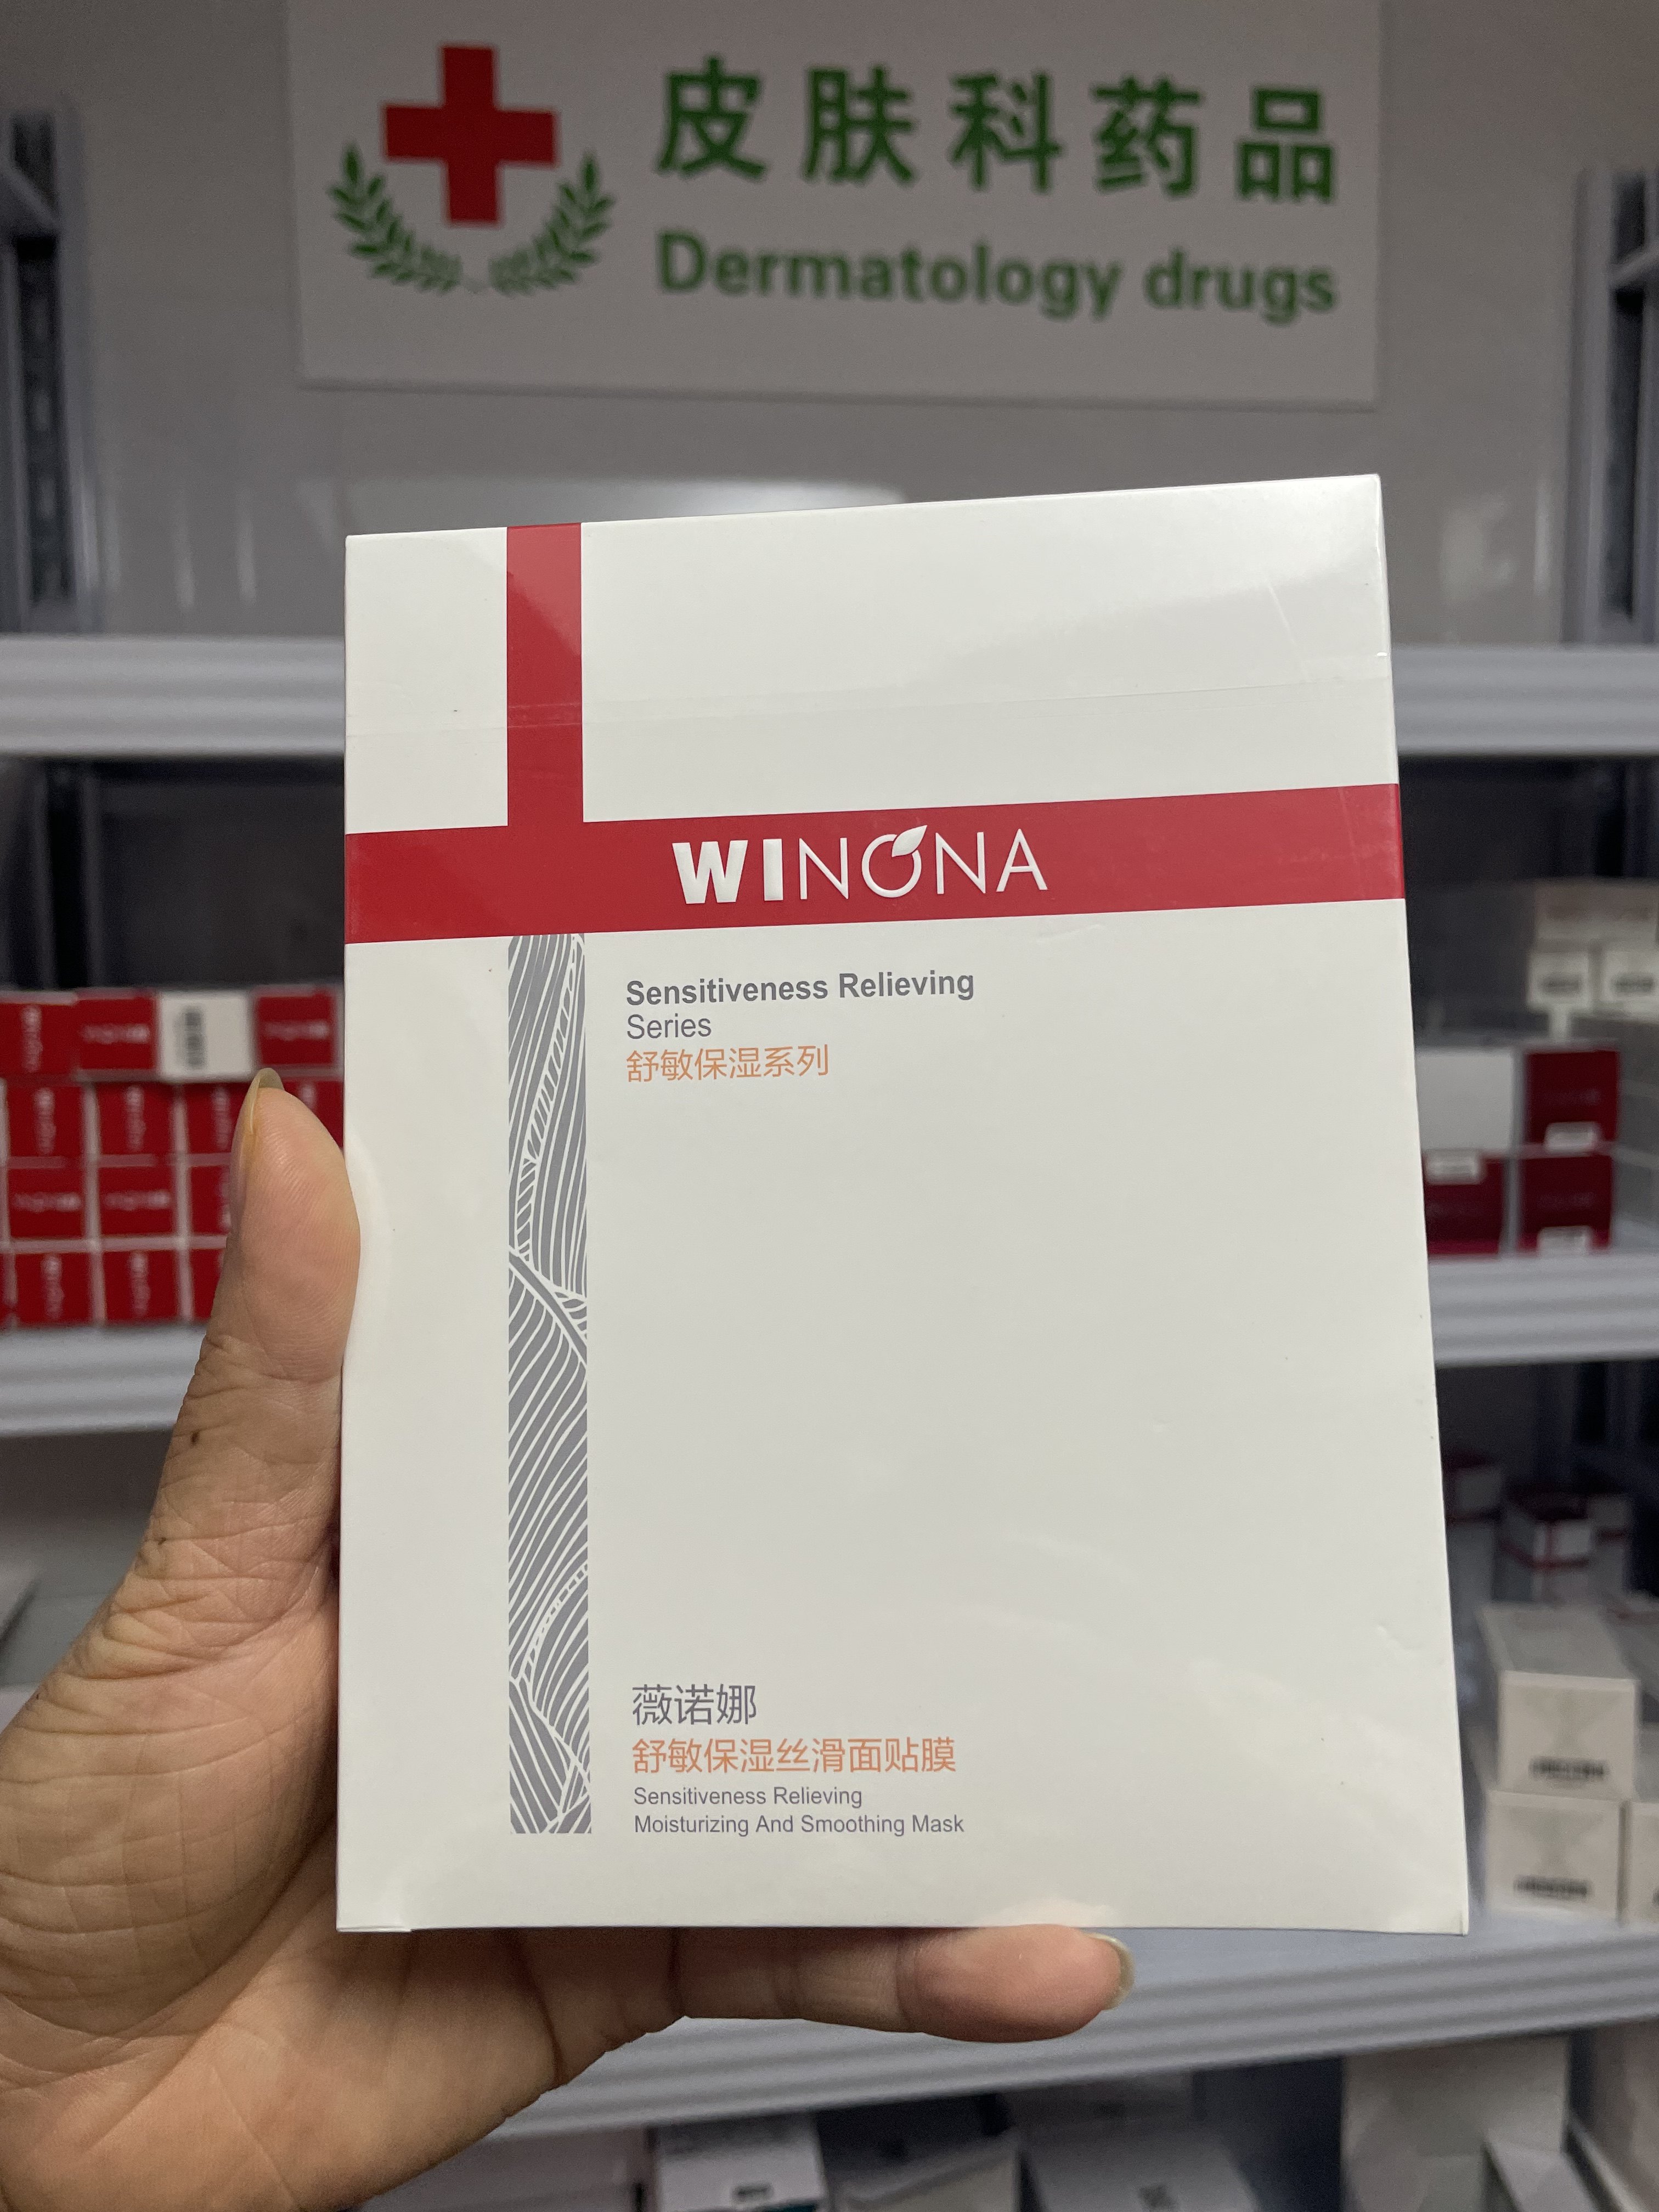 皮肤科药品
Dermatology drugs
WINONA
Sensitiveness Relieving
Series
舒敏保湿系列
薇诺娜
舒敏保湿丝滑面贴膜
Sensitiveness Relieving
Moisturizing And Smoothing Mask